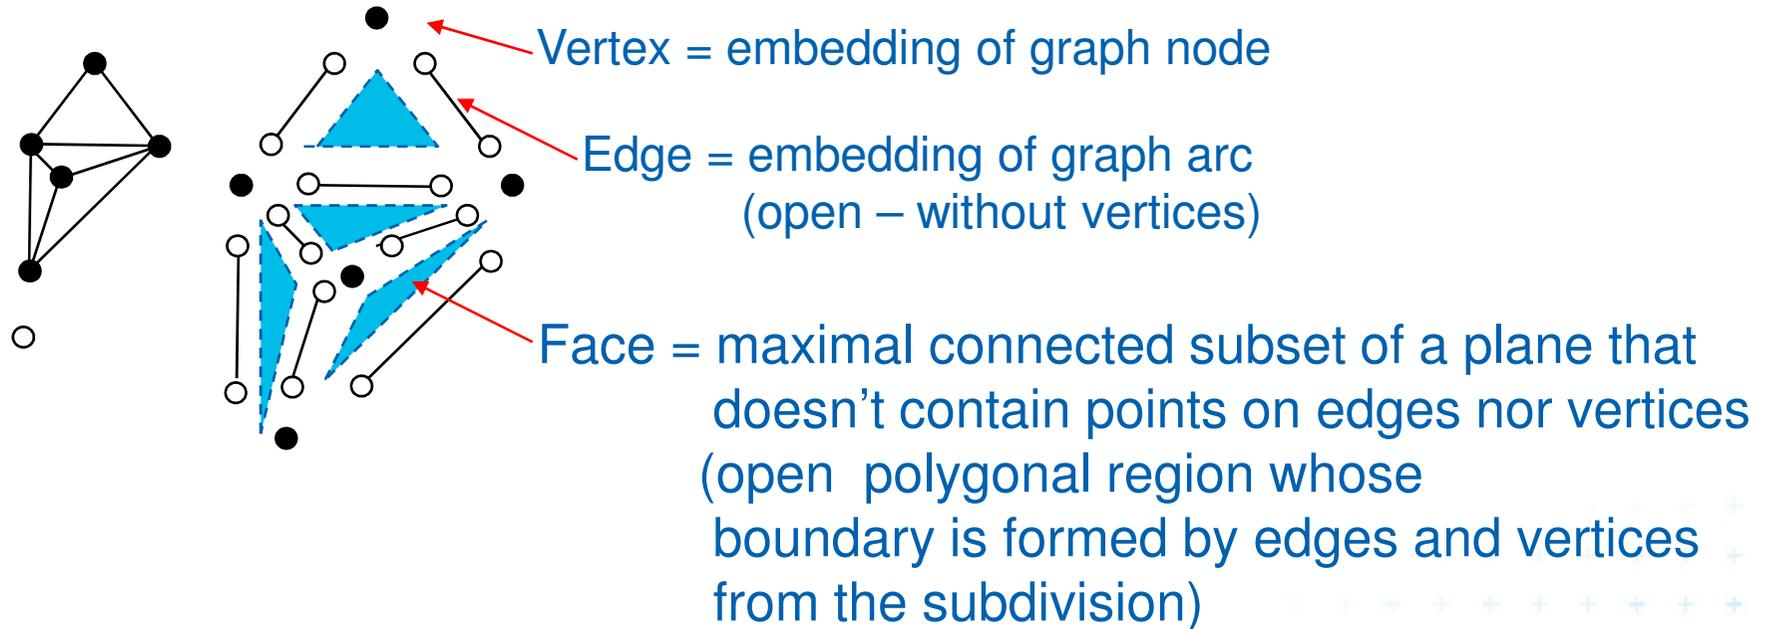 Vertex = embedding of graph node
Edge = embedding of graph arc
(open – without vertices)
Face = maximal connected subset of a plane that
doesn’t contain points on edges nor vertices
(open polygonal region whose
boundary is formed by edges and vertices
from the subdivision)